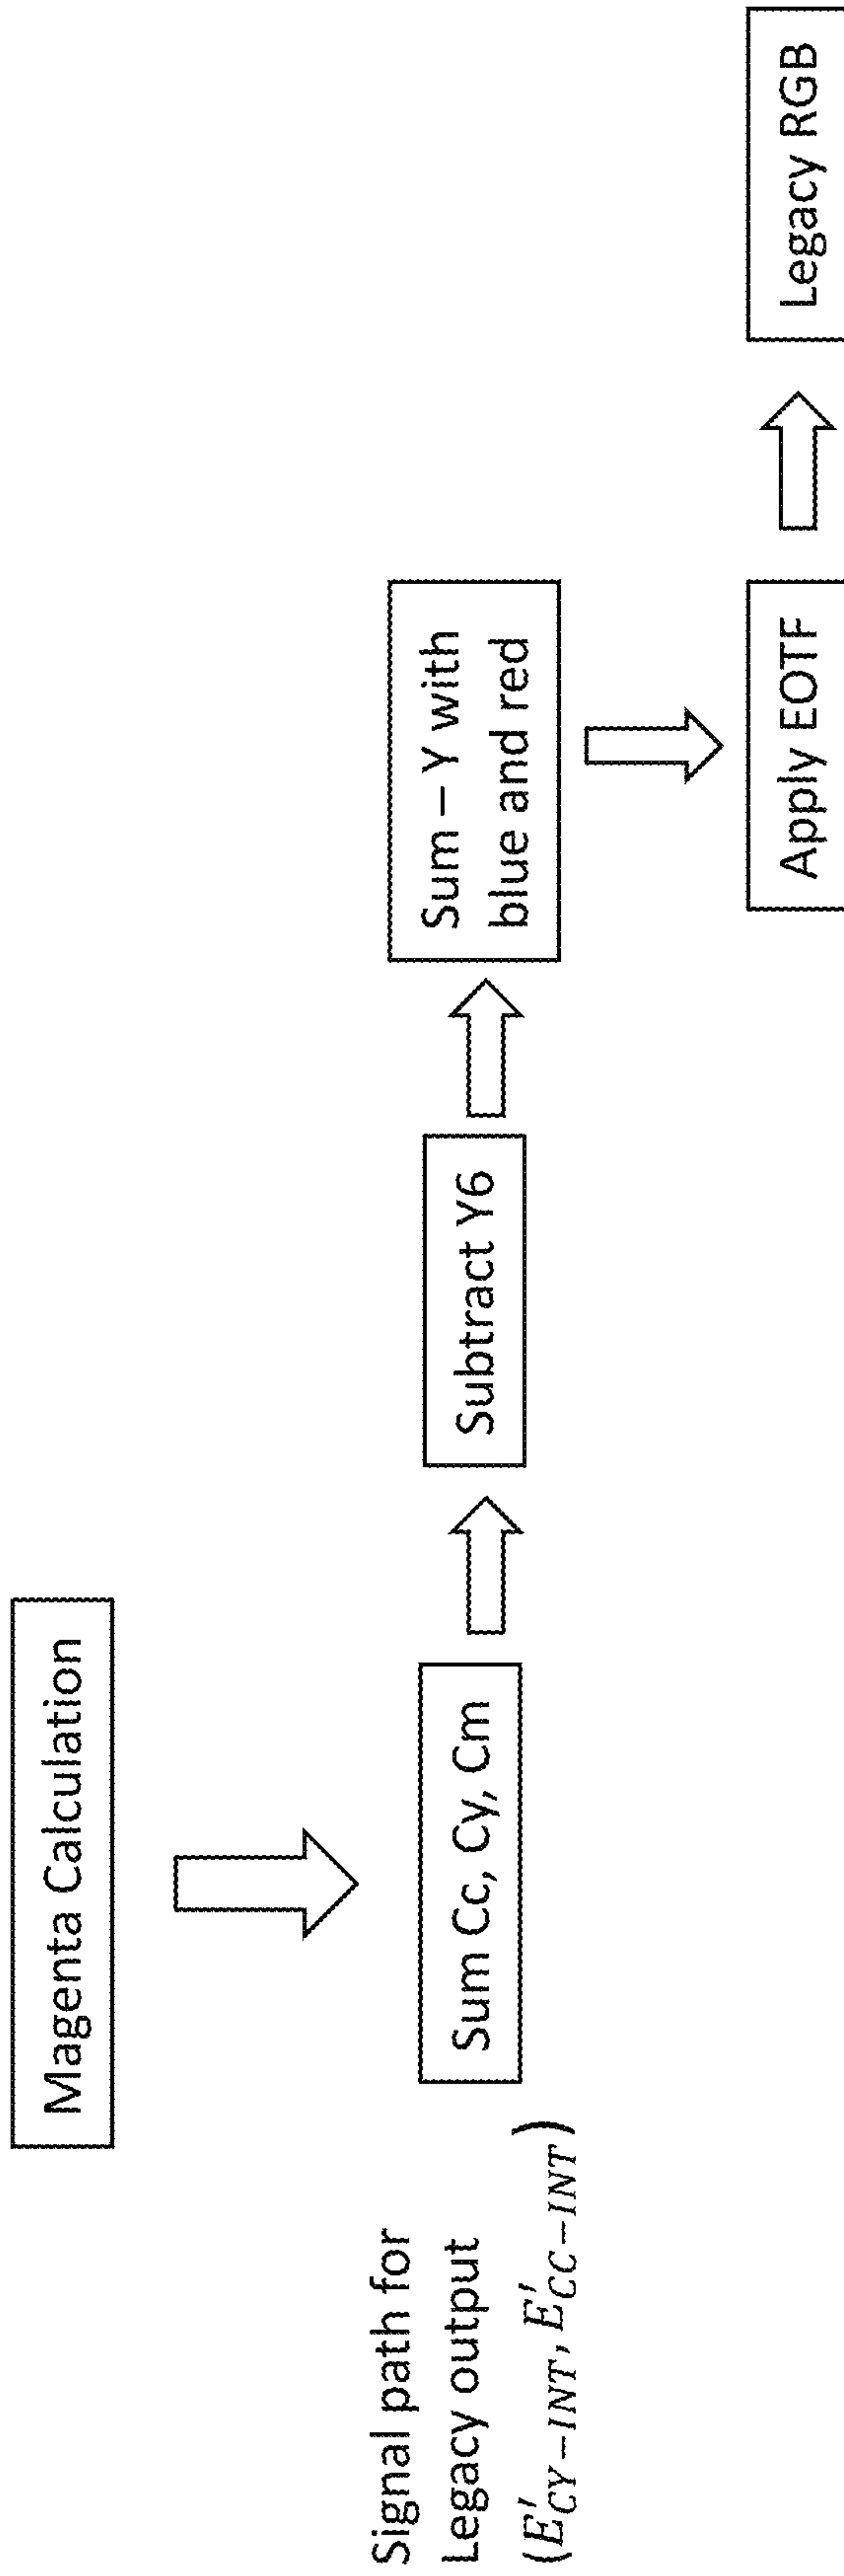 Magenta Calculation
Signal path for
Legacy output
(E′CY−INT, E′CC−INT)
Sum Cc, Cy, Cm
Subtract Y6
Sum – Y with
blue and red
Apply EOTF
Legacy RGB